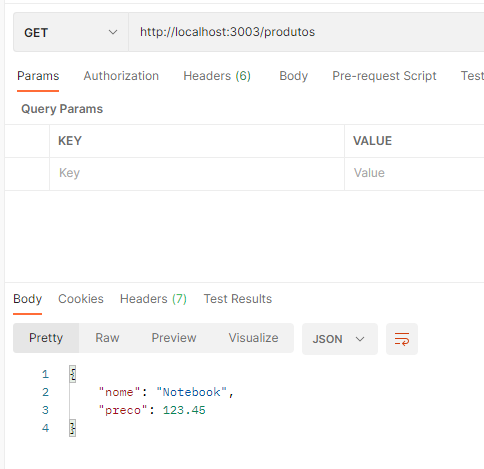 GET http://localhost:3003/produtos
Params Authorization Headers (6) Body Pre-request Script Test
Query Params
KEY VALUE
Key Value
Body Cookies Headers (7) Test Results
Pretty Raw Preview Visualize JSON
1 {
2 "nome": "Notebook",
3 "preco": 123.45
4 }